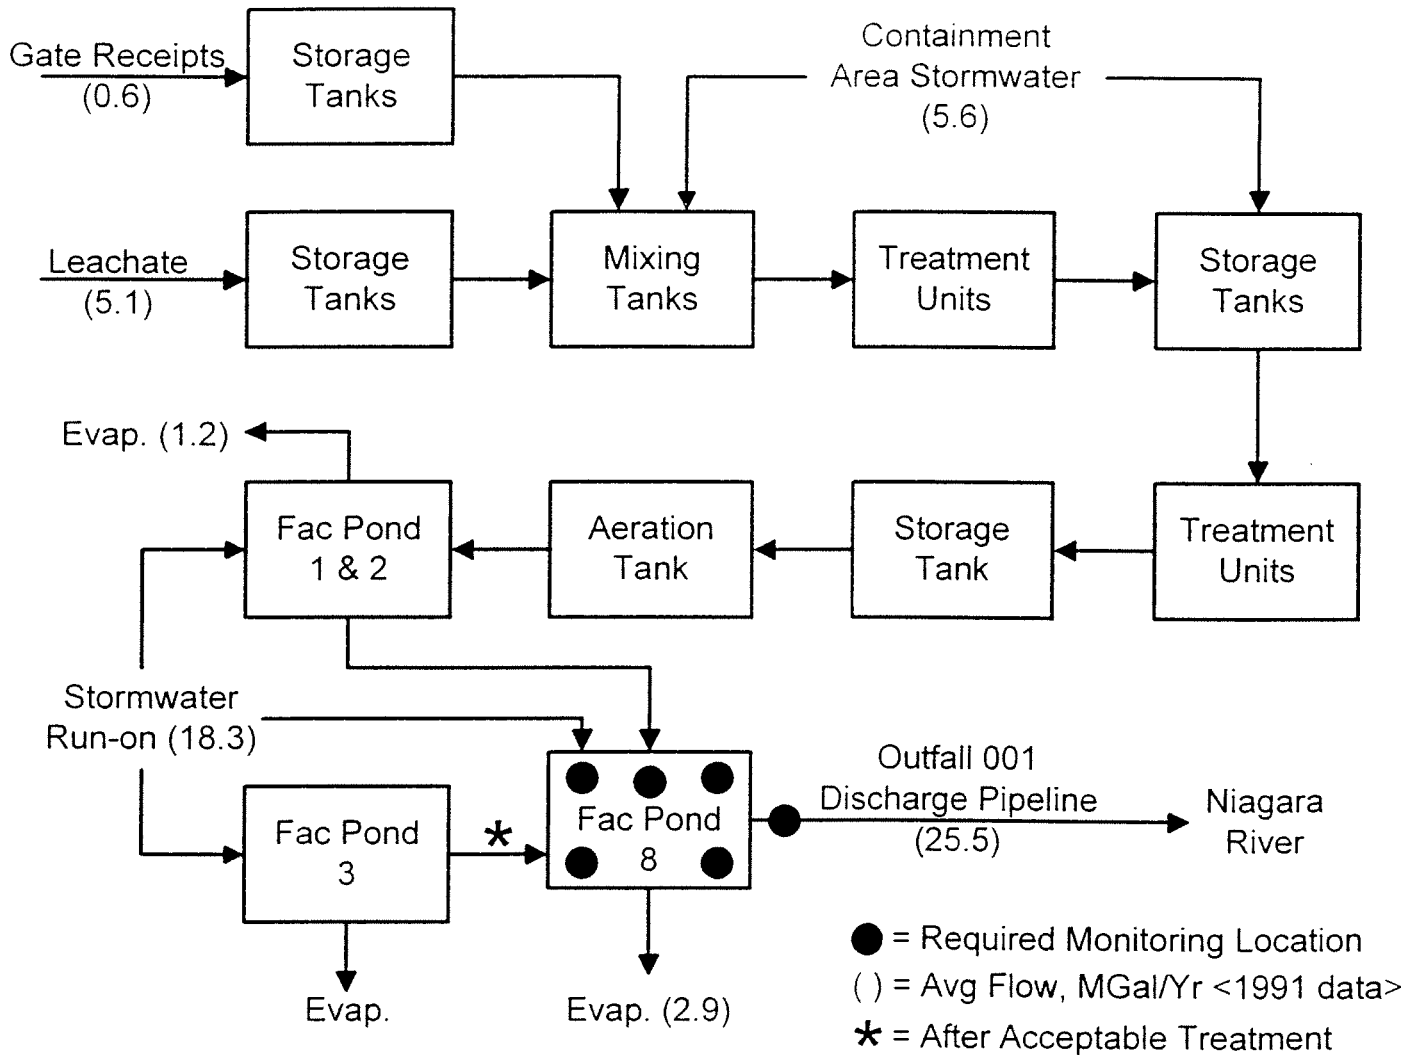 Gate Receipts
(0.6)
Storage
Tanks
Containment
Area Stormwater
(5.6)
Leachate
(5.1)
Storage
Tanks
Mixing
Tanks
Treatment
Units
Storage
Tanks
Evap. (1.2)
Fac Pond
1 & 2
Aeration
Tank
Storage
Tank
Treatment
Units
Stormwater
Run-on (18.3)
Fac Pond
3
*
Fac Pond
8
Outfall 001
Discharge Pipeline
(25.5)
Niagara
River
Evap.
Evap. (2.9)
= Required Monitoring Location
( ) = Avg Flow, MGal/Yr <1991 data>
* = After Acceptable Treatment